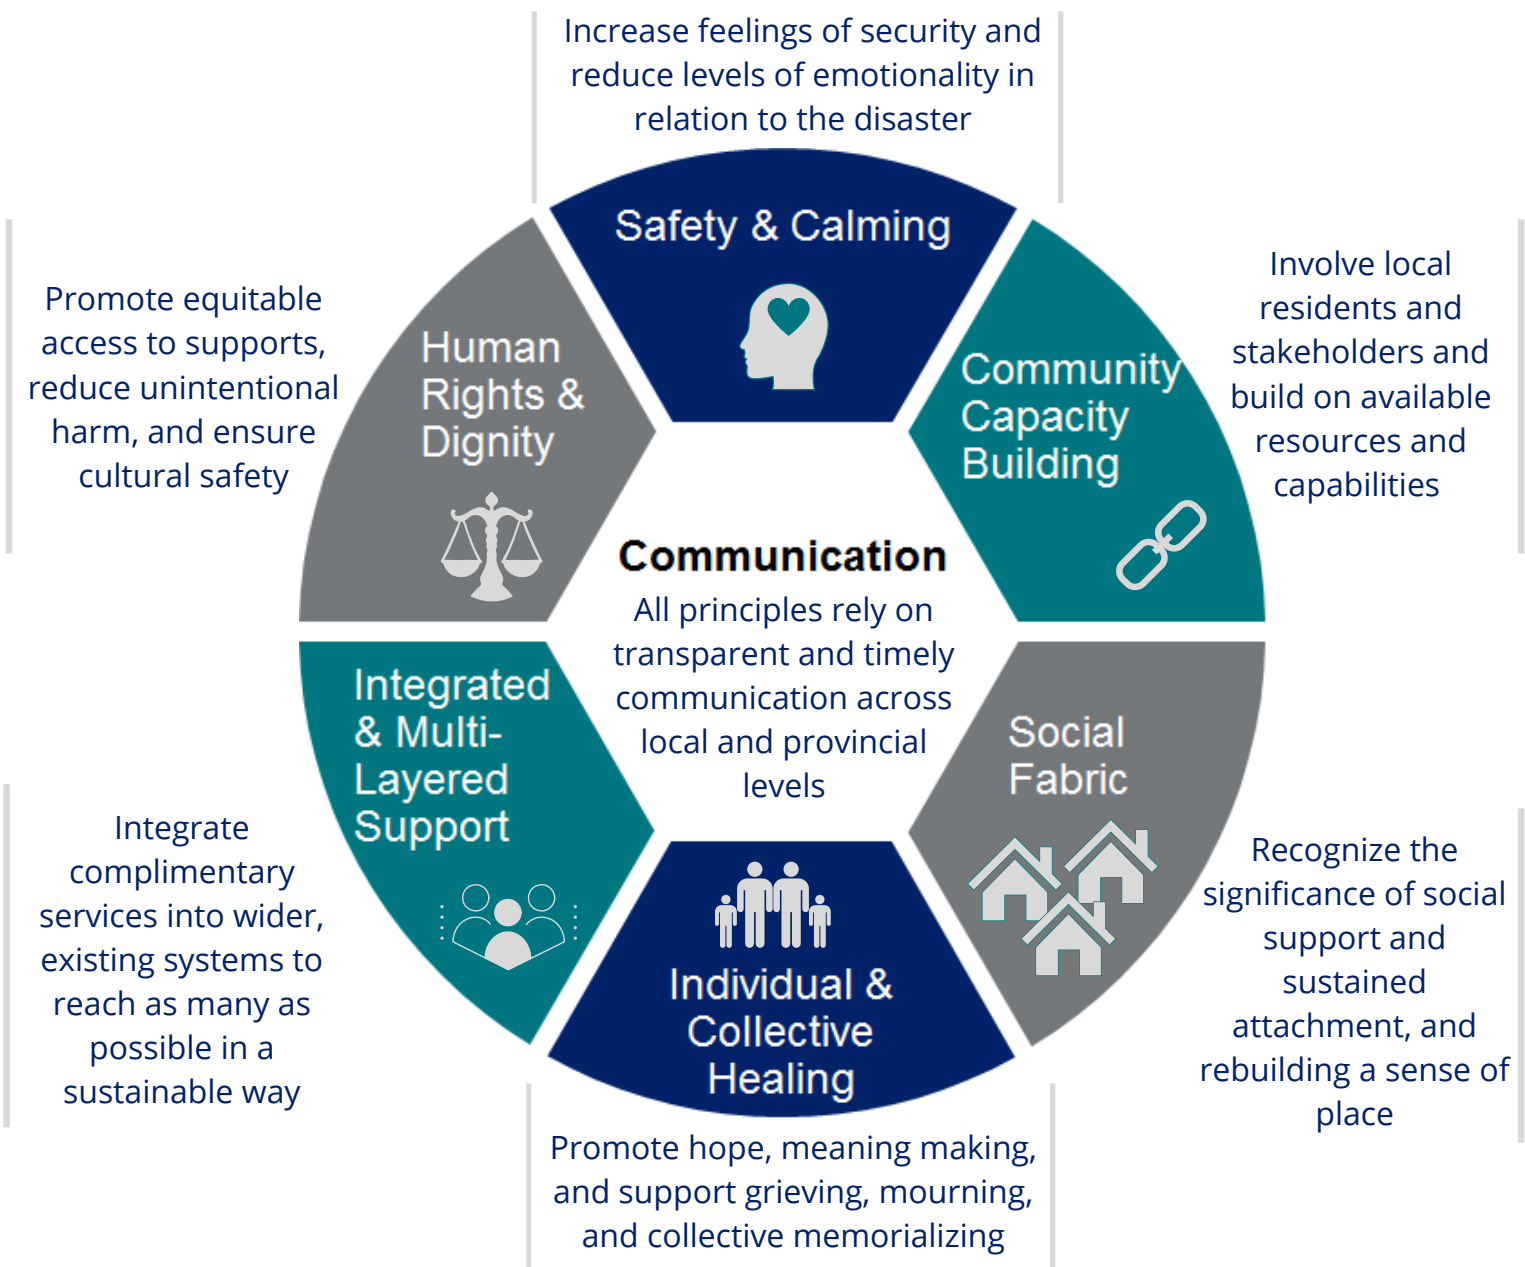 Increase feelings of security and
reduce levels of emotionality in
relation to the disaster
Safety & Calming
Community
Capacity
Building
Involve local
residents and
stakeholders and
build on available
resources and
capabilities
Social
Fabric
Recognize the
significance of social
support and
sustained
attachment, and
rebuilding a sense of
place
Individual &
Collective
Healing
Promote hope, meaning making,
and support grieving, mourning,
and collective memorializing
Integrated
& Multi-
Layered
Support
Integrate
complimentary
services into wider,
existing systems to
reach as many as
possible in a
sustainable way
Human
Rights &
Dignity
Promote equitable
access to supports,
reduce unintentional
harm, and ensure
cultural safety
Communication
All principles rely on
transparent and timely
communication across
local and provincial
levels